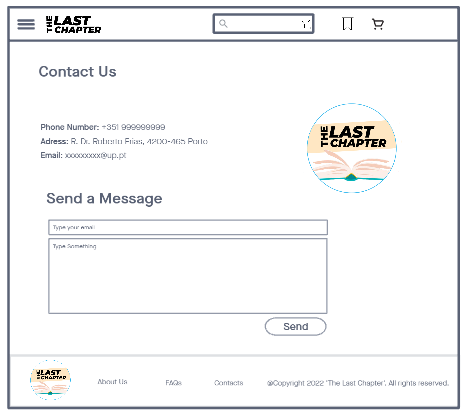 THE LAST
CHAPTER
Contact Us
Phone Number: +351 999999999
Adress: R. Dr. Roberto Frias, 4200-465 Porto
Email: xxxxxxxxx@up.pt
THE LAST
CHAPTER
Send a Message
Type your email
Type Something
Send
THE LAST
CHAPTER
About Us
FAQs
Contacts
@Copyright 2022 'The Last Chapter'. All rights reserved.